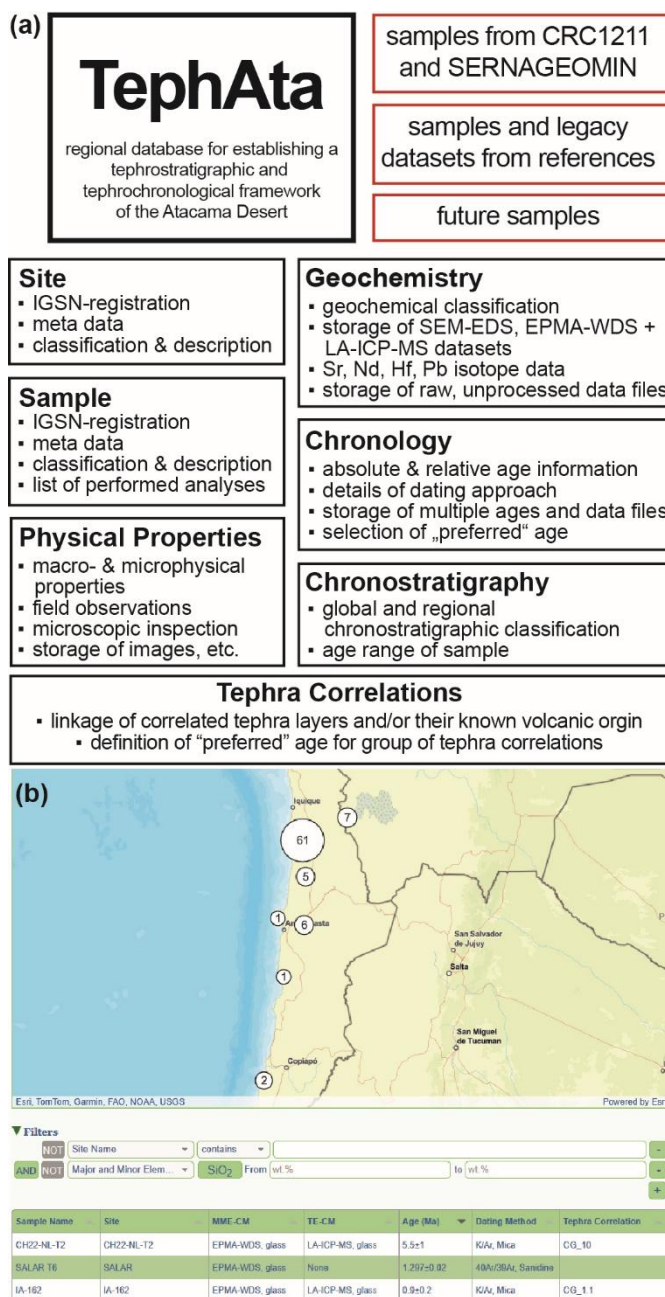 (a)
TephAta
regional database for establishing a
tephrostratigraphic and
tephrochronological framework
of the Atacama Desert
samples from CRC1211
and SERNAGEOMIN
samples and legacy
datasets from references
future samples
Site
▪ IGSN-registration
▪ meta data
▪ classification & description
Sample
▪ IGSN-registration
▪ meta data
▪ classification & description
▪ list of performed analyses
Physical Properties
▪ macro- & microphysical
properties
▪ field observations
▪ microscopic inspection
▪ storage of images, etc.
Geochemistry
▪ geochemical classification
▪ storage of SEM-EDS, EPMA-WDS +
LA-ICP-MS datasets
▪ Sr, Nd, Hf, Pb isotope data
▪ storage of raw, unprocessed data files
Chronology
▪ absolute & relative age information
▪ details of dating approach
▪ storage of multiple ages and data files
▪ selection of „preferred“ age
Chronostratigraphy
▪ global and regional
chronostratigraphic classification
▪ age range of sample
Tephra Correlations
▪ linkage of correlated tephra layers and/or their known volcanic orgin
▪ definition of “preferred” age for group of tephra correlations
(b)
Iquique
7
61
5
1
6
San Salvador
de Jujuy
Salta
1
San Miguel
de Tucuman
Copiapó
2
Esri, TomTom, Garmin, FAO, NOAA, USGS
Powered by Esri
▼ Filters
NOT Site Name contains -
AND NOT Major and Minor Elem... SiO₂ From wt.% to wt.% -
+
Sample Name Site MME-CM TE-CM Age (Ma) Dating Method Tephra Correlation
CH22-NL-T2 CH22-NL-T2 EPMA-WDS, glass LA-ICP-MS, glass 5.5±1 K/Ar, Mica CG_10
SALAR T6 SALAR EPMA-WDS, glass None 1.297±0.02 40Ar/39Ar, Sanidine
IA-162 IA-162 EPMA-WDS, glass LA-ICP-MS, glass 0.9±0.2 K/Ar, Mica CG_1.1